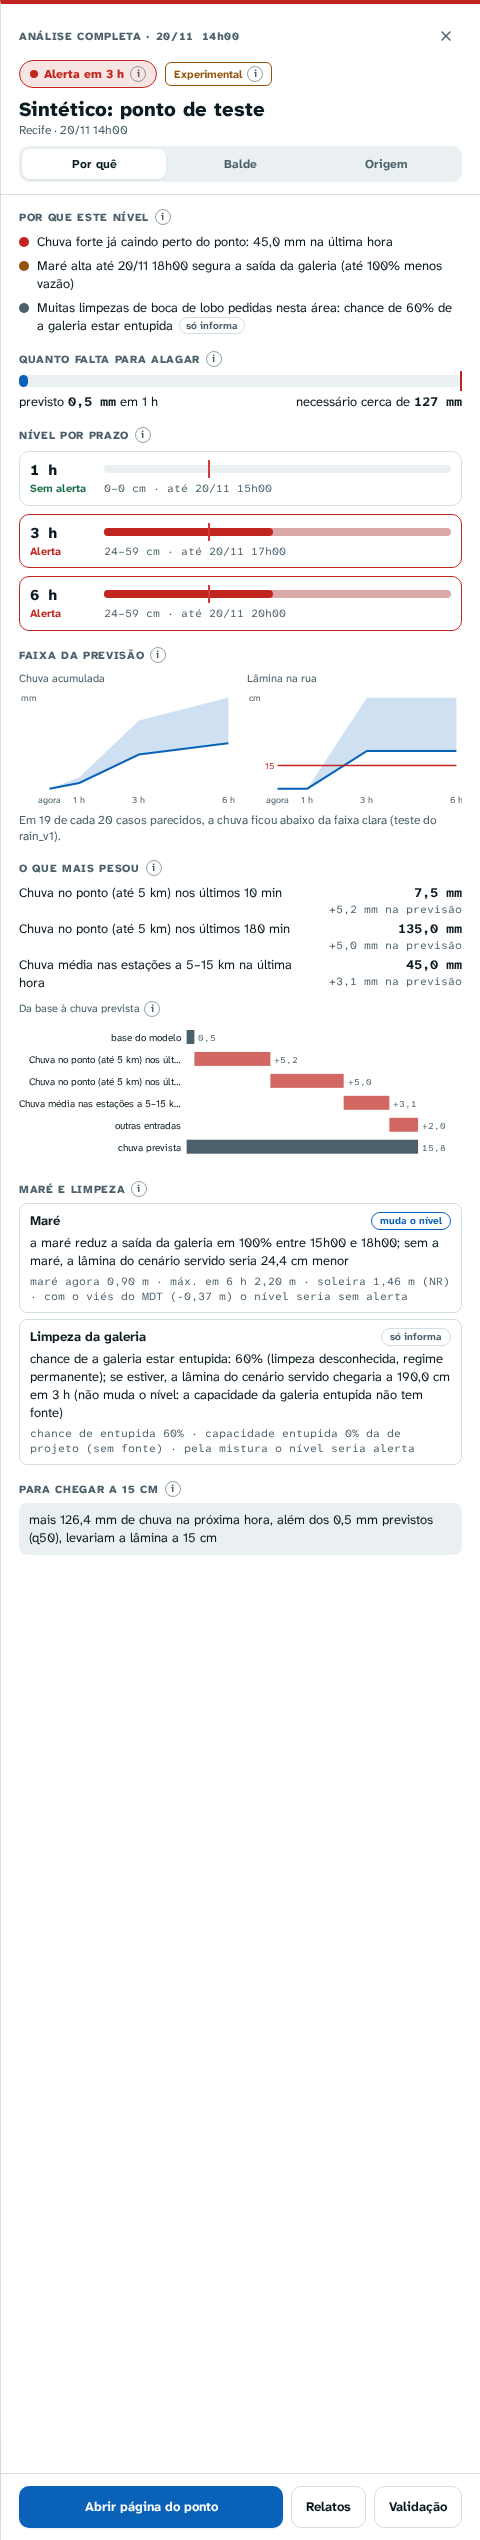 ANÁLISE COMPLETA · 20/11 14h00
Alerta em 3 h
Experimental
Sintético: ponto de teste
Recife · 20/11 14h00
Por quê
Balde
Origem
POR QUE ESTE NÍVEL
Chuva forte já caindo perto do ponto: 45,0 mm na última hora
Maré alta até 20/11 18h00 segura a saída da galeria (até 100% menos
vazão)
Muitas limpezas de boca de lobo pedidas nesta área: chance de 60% de
a galeria estar entupida só informa
QUANTO FALTA PARA ALAGAR
previsto 0,5 mm em 1 h
necessário cerca de 127 mm
NÍVEL POR PRAZO
1 h
Sem alerta
0–0 cm · até 20/11 15h00
3 h
Alerta
24–59 cm · até 20/11 17h00
6 h
Alerta
24–59 cm · até 20/11 20h00
FAIXA DA PREVISÃO
Chuva acumulada
mm
agora 1 h 3 h 6 h
Lâmina na rua
cm
15
agora 1 h 3 h 6 h
Em 19 de cada 20 casos parecidos, a chuva ficou abaixo da faixa clara (teste do
rain_v1).
O QUE MAIS PESOU
Chuva no ponto (até 5 km) nos últimos 10 min 7,5 mm
+5,2 mm na previsão
Chuva no ponto (até 5 km) nos últimos 180 min 135,0 mm
+5,0 mm na previsão
Chuva média nas estações a 5–15 km na última 45,0 mm
hora +3,1 mm na previsão
Da base à chuva prevista
base do modelo 0,5
Chuva no ponto (até 5 km) nos últ… +5,2
Chuva no ponto (até 5 km) nos últ… +5,0
Chuva média nas estações a 5–15 k… +3,1
outras entradas +2,0
chuva prevista 15,8
MARÉ E LIMPEZA
Maré
muda o nível
a maré reduz a saída da galeria em 100% entre 15h00 e 18h00; sem a
maré, a lâmina do cenário servido seria 24,4 cm menor
maré agora 0,90 m · máx. em 6 h 2,20 m · soleira 1,46 m (NR)
· com o viés do MDT (-0,37 m) o nível seria sem alerta
Limpeza da galeria
só informa
chance de a galeria estar entupida: 60% (limpeza desconhecida, regime
permanente); se estiver, a lâmina do cenário servido chegaria a 190,0 cm
em 3 h (não muda o nível: a capacidade da galeria entupida não tem
fonte)
chance de entupida 60% · capacidade entupida 0% da de
projeto (sem fonte) · pela mistura o nível seria alerta
PARA CHEGAR A 15 CM
mais 126,4 mm de chuva na próxima hora, além dos 0,5 mm previstos
(q50), levariam a lâmina a 15 cm
Abrir página do ponto
Relatos
Validação